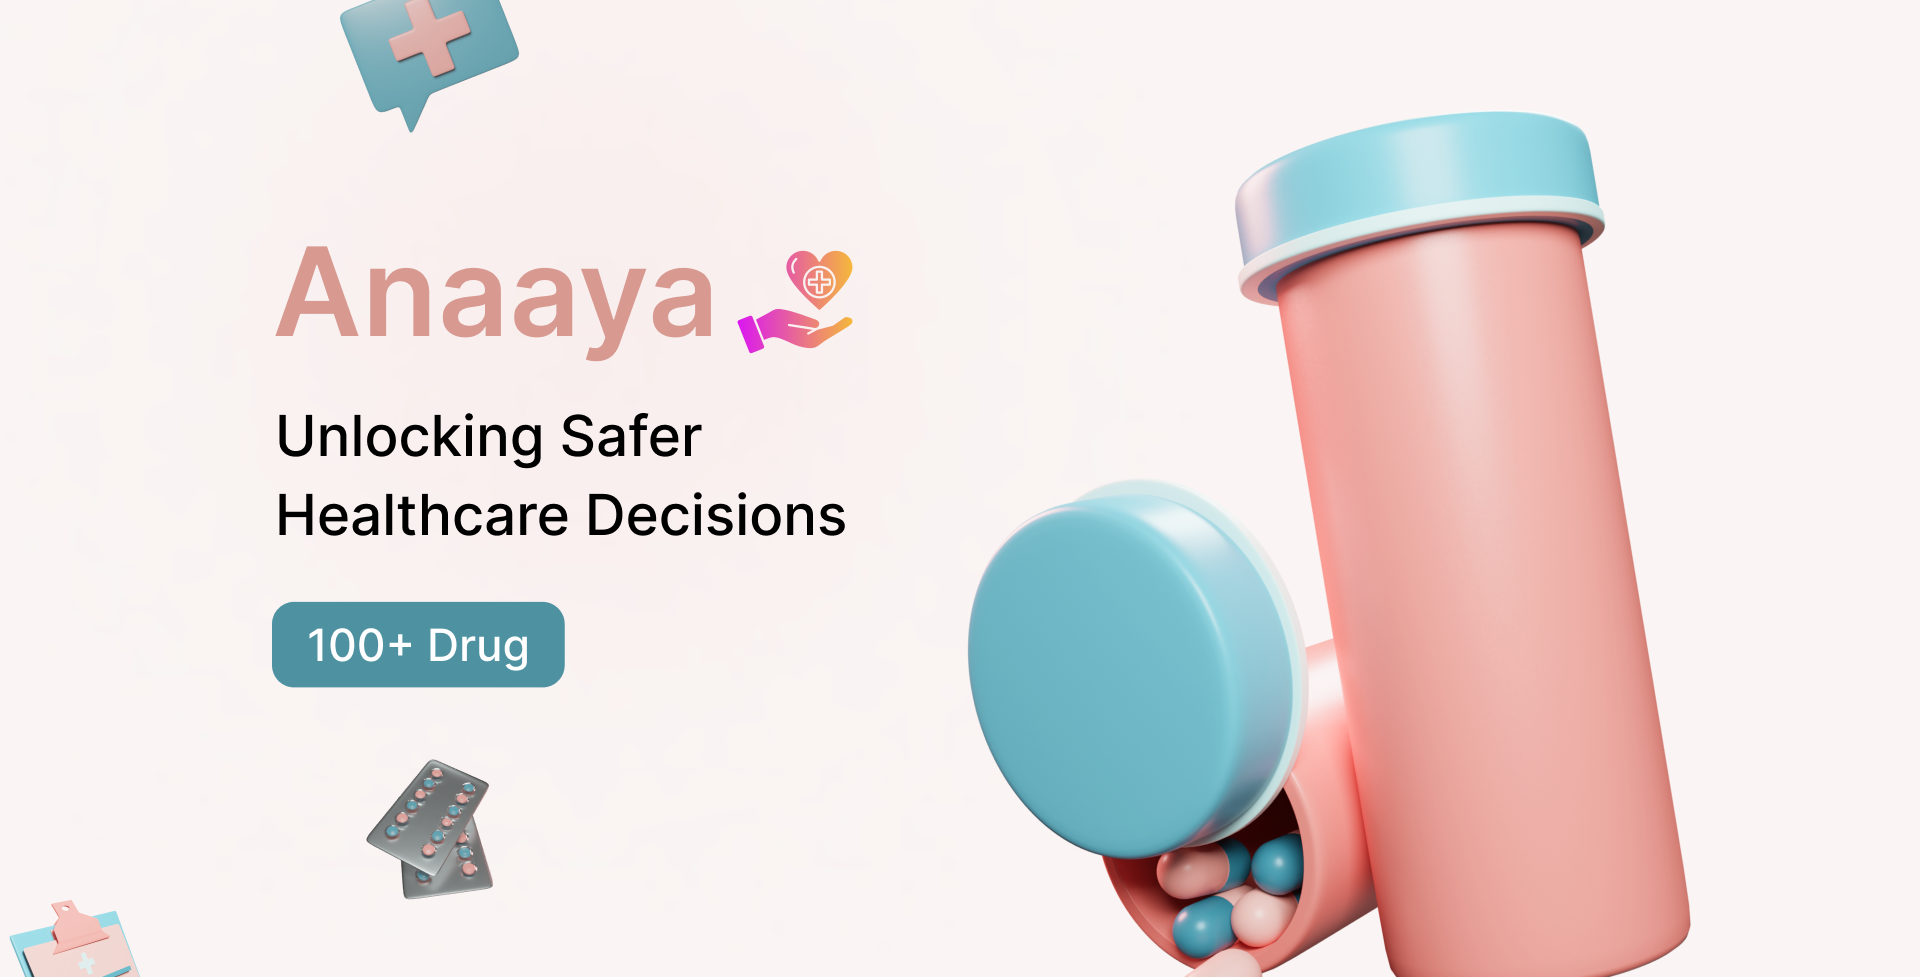 Anaaya
Unlocking Safer
Healthcare Decisions
100+ Drug